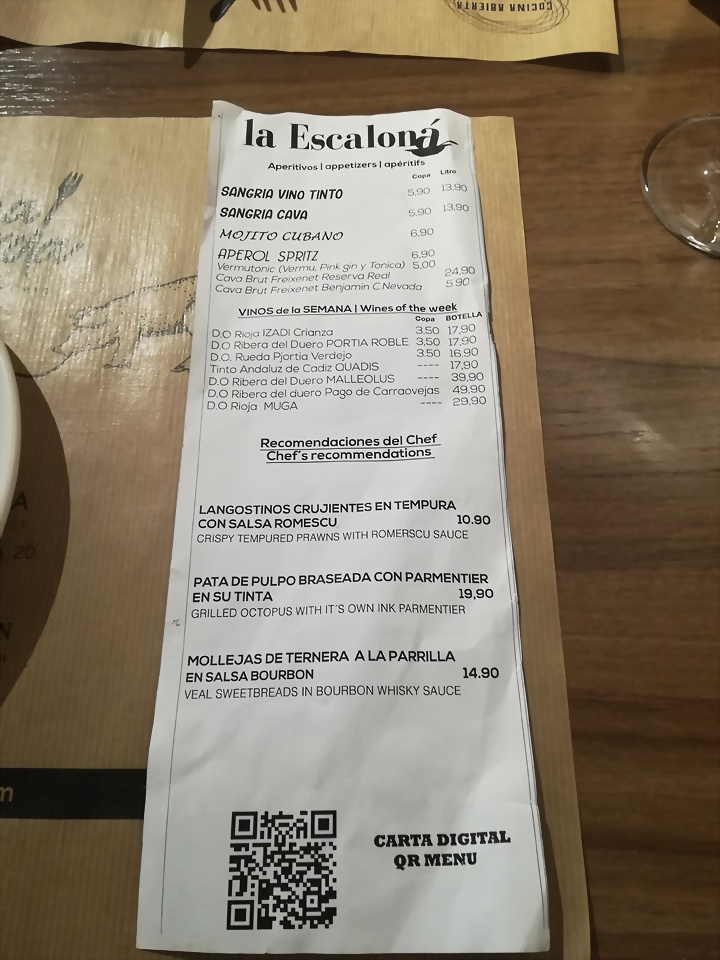 COCINA ABIERTA
la Escaloná
Aperitivos | appetizers | apéritifs
Copa Litro
SANGRIA VINO TINTO 5,90 13.90
SANGRIA CAVA 5,90 13.90
MOJITO CUBANO 6,90
APEROL SPRITZ 6,90
Vermutonic (Vermu, Pink gin y Tonica) 5,00
Cava Brut Freixenet Reserva Real 24,90
Cava Brut Freixenet Benjamin C.Nevada 5.90
VINOS de la SEMANA | Wines of the week
Copa BOTELLA
D.O Rioja IZADI Crianza 3.50 17,90
D.O Ribera del Duero PORTIA ROBLE 3,50 17,90
D.O. Rueda Pjortia Verdejo 3.50 16.90
Tinto Andaluz de Cadiz QUADIS ---- 17,90
D.O Ribera del Duero MALLEOLUS ---- 39,90
D.O Ribera del duero Pago de Carraovejas 49,90
D.O Rioja MUGA ---- 29,90
Recomendaciones del Chef
Chef´s recommendations
LANGOSTINOS CRUJIENTES EN TEMPURA
CON SALSA ROMESCU 10.90
CRISPY TEMPURED PRAWNS WITH ROMERSCU SAUCE
PATA DE PULPO BRASEADA CON PARMENTIER
EN SU TINTA 19,90
GRILLED OCTOPUS WITH IT´S OWN INK PARMENTIER
MOLLEJAS DE TERNERA A LA PARRILLA
EN SALSA BOURBON 14.90
VEAL SWEETBREADS IN BOURBON WHISKY SAUCE
CARTA DIGITAL
QR MENU
20